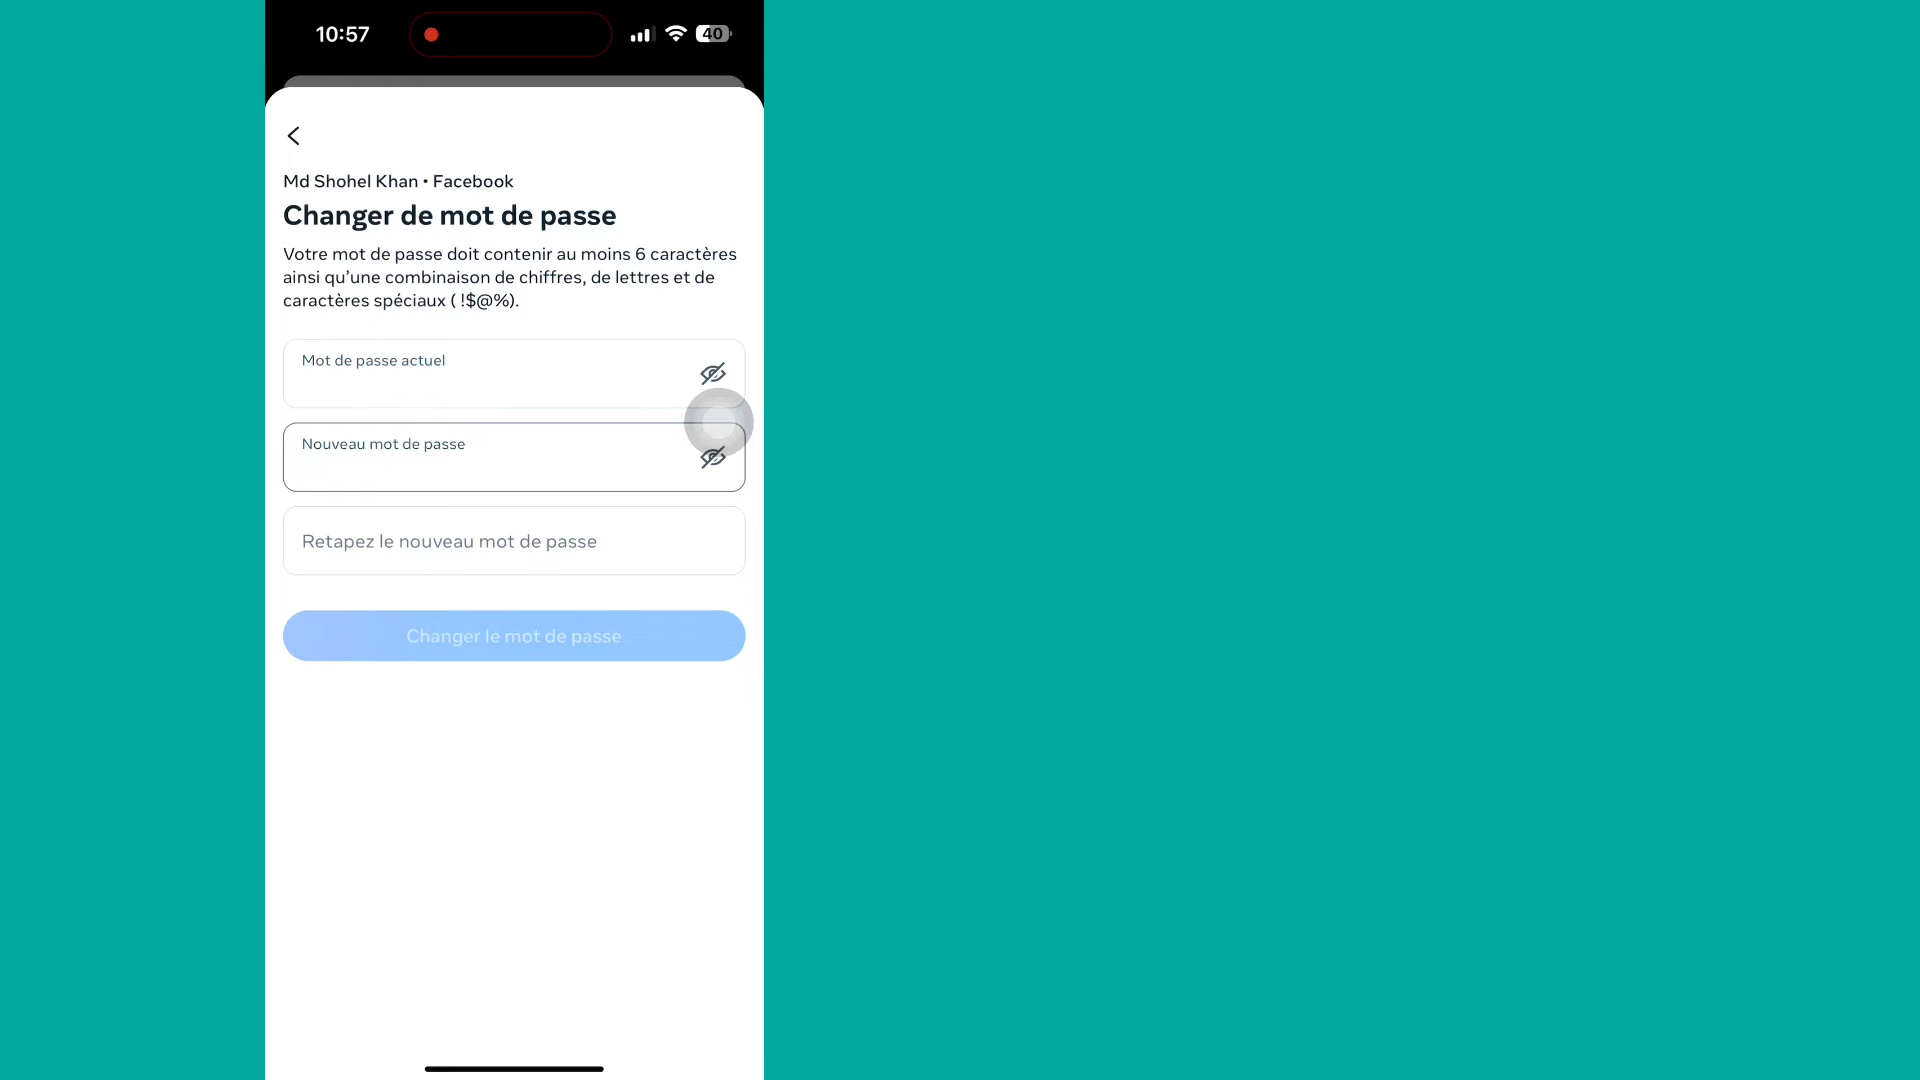 10:57
40
Md Shohel Khan • Facebook
Changer de mot de passe
Votre mot de passe doit contenir au moins 6 caractères
ainsi qu’une combinaison de chiffres, de lettres et de
caractères spéciaux ( !$@%).
Mot de passe actuel
Nouveau mot de passe
Retapez le nouveau mot de passe
Changer le mot de passe